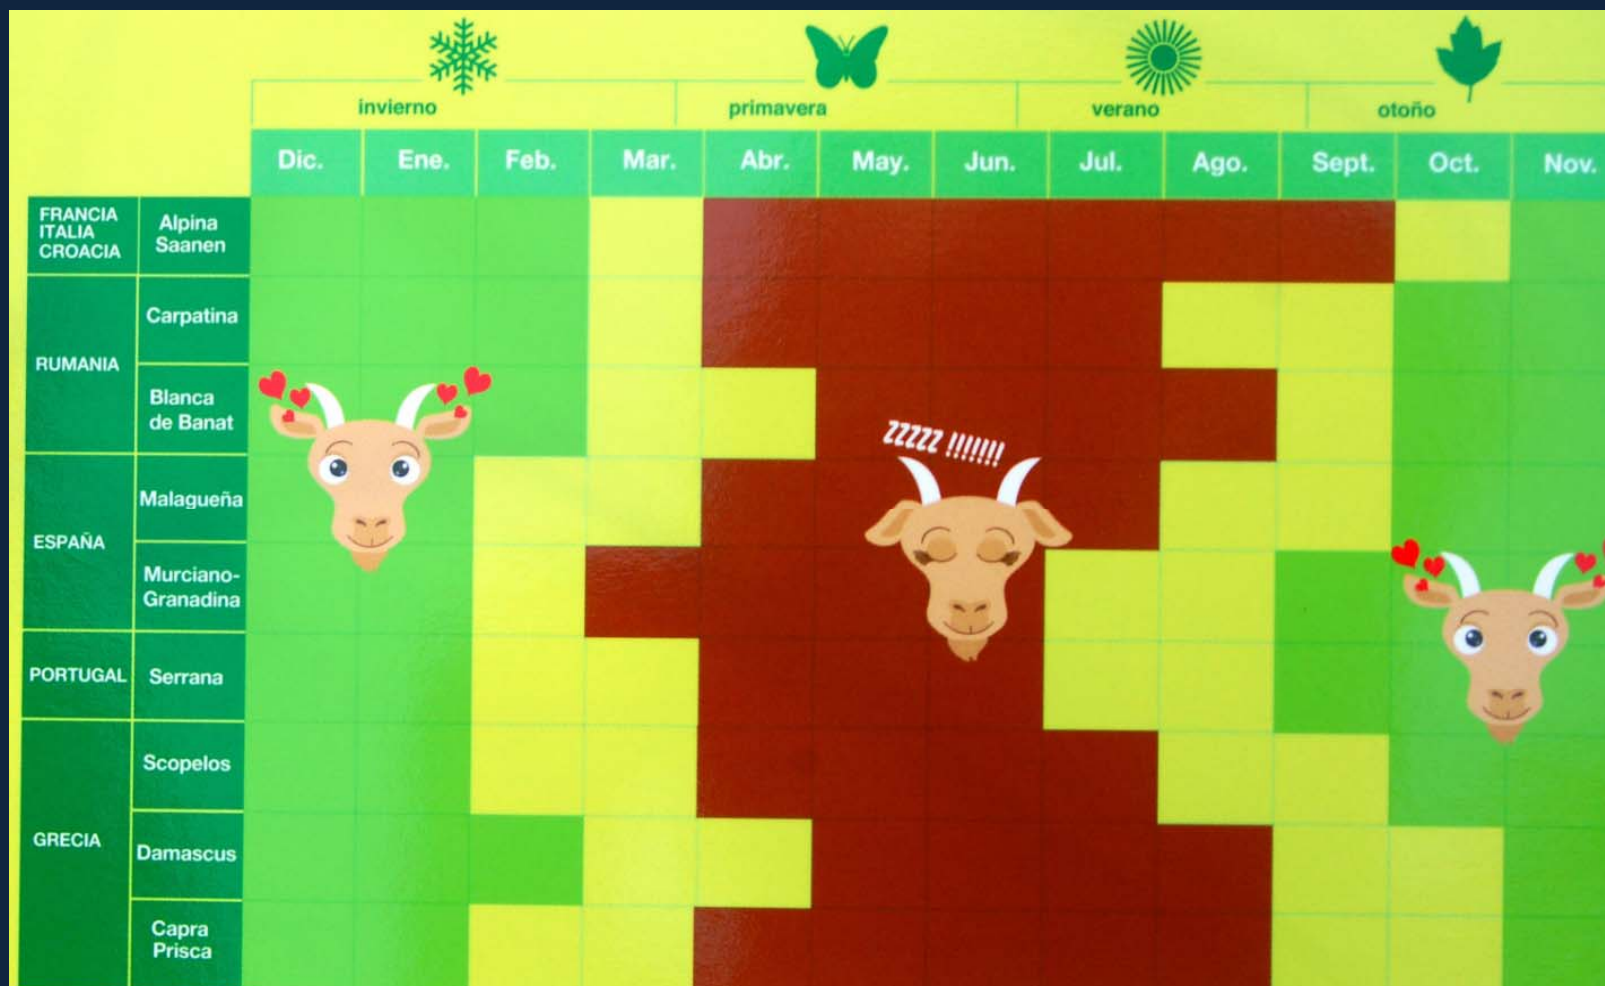 invierno primavera verano otoño
Dic. Ene. Feb. Mar. Abr. May. Jun. Jul. Ago. Sept. Oct. Nov.
FRANCIA
ITALIA
CROACIA
Alpina
Saanen
RUMANIA
Carpatina
Blanca
de Banat
ZZZZZ !!!!!!!
ESPAÑA
Malagueña
Murciano-
Granadina
PORTUGAL
Serrana
GRECIA
Scopelos
Damascus
Capra
Prisca